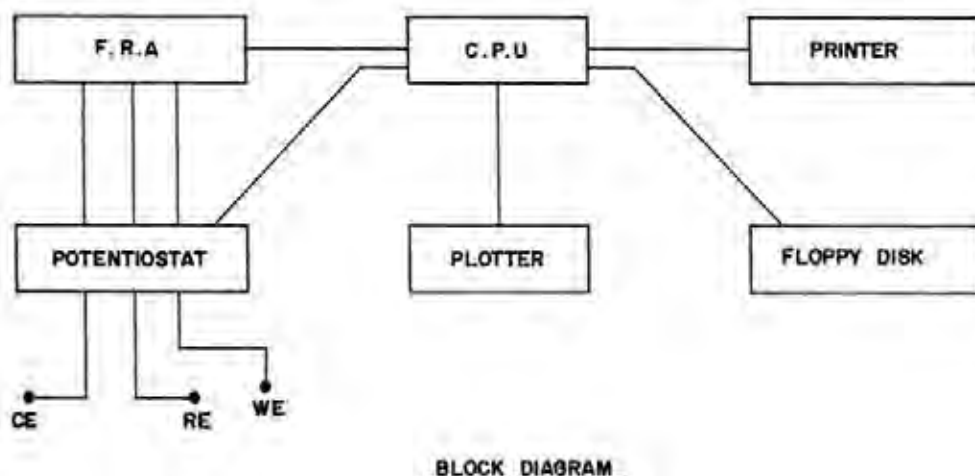 F.R.A
C.P.U
PRINTER
POTENTIOSTAT
PLOTTER
FLOPPY DISK
CE
RE
WE
BLOCK DIAGRAM